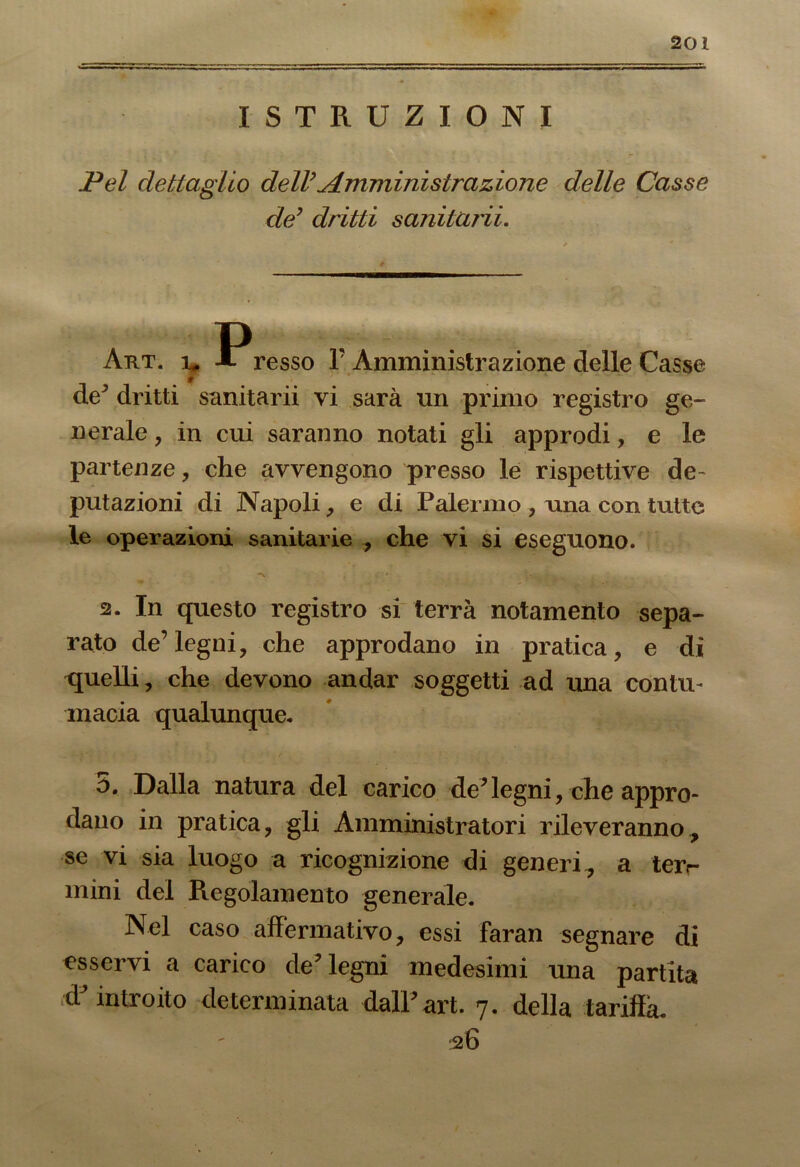 201
ISTRUZIONI
Pel dettaglio dell'Amministrazione delle Casse
de' dritti sanitarii.
ART. 1. Presso l' Amministrazione delle Casse
de' dritti sanitarii vi sarà un primo registro ge-
nerale, in cui saranno notati gli approdi, e le
partenze, che avvengono presso le rispettive de-
putazioni di Napoli, e di Palermo, una con tutte
le operazioni sanitarie, che vi si eseguono.
2. In questo registro si terrà notamento sepa-
rato de' legni, che approdano in pratica, e di
quelli, che devono andar soggetti ad una contu-
macia qualunque.
3. Dalla natura del carico de' legni, che appro-
dano in pratica, gli Amministratori rileveranno,
se vi sia luogo a ricognizione di generi, a ter-
mini del Regolamento generale.
Nel caso affermativo, essi faran segnare di
esservi a carico de' legni medesimi una partita
d' introito determinata dall' art. 7. della tariffa.
26